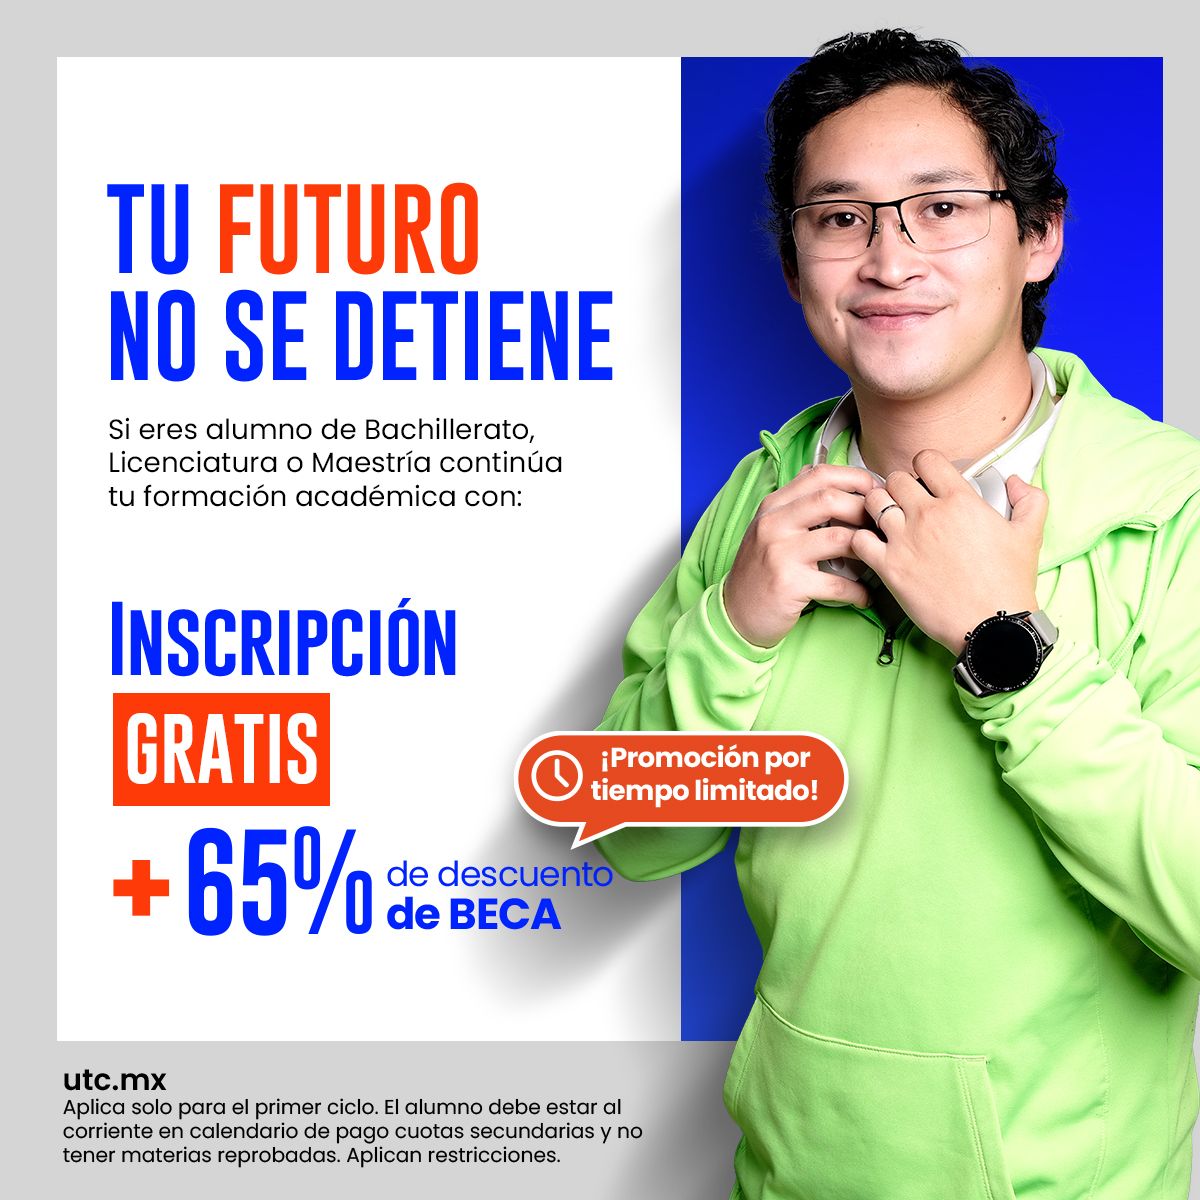 TU FUTURO
NO SE DETIENE
Si eres alumno de Bachillerato,
Licenciatura o Maestría continúa
tu formación académica con:
INSCRIPCIÓN
GRATIS
¡Promoción por
tiempo limitado!
+ 65% de descuento
de BECA
utc.mx
Aplica solo para el primer ciclo. El alumno debe estar al
corriente en calendario de pago cuotas secundarias y no
tener materias reprobadas. Aplican restricciones.